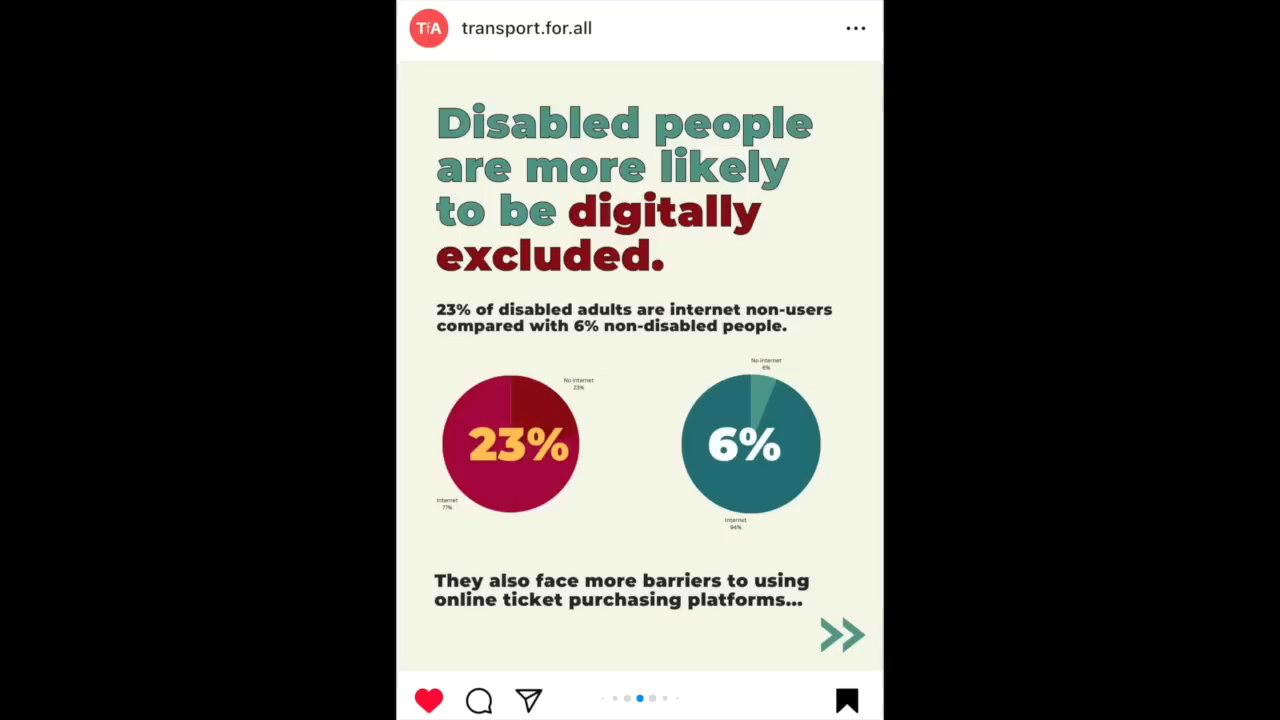 TfA transport.for.all
Disabled people
are more likely
to be digitally
excluded.
23% of disabled adults are internet non-users
compared with 6% non-disabled people.
No internet
6%
No internet
23%
23%
6%
Internet
77%
Internet
94%
They also face more barriers to using
online ticket purchasing platforms...